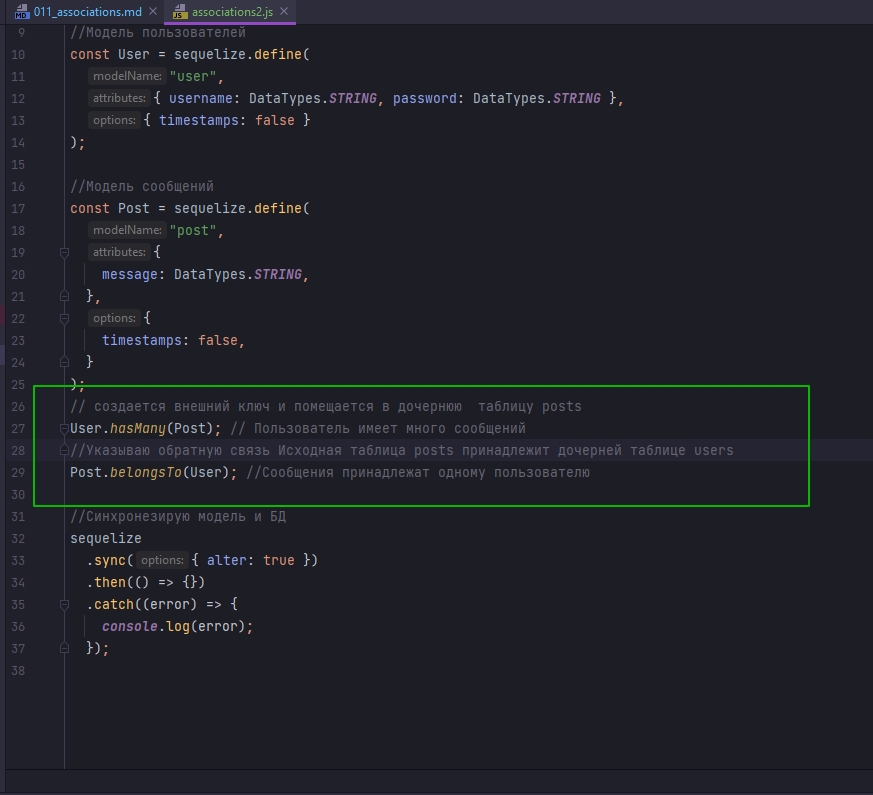 011_associations.md
associations2.js
9 //Модель пользователей
10 const User = sequelize.define(
11 modelName: "user",
12 attributes: { username: DataTypes.STRING, password: DataTypes.STRING },
13 options: { timestamps: false }
14 );
15
16 //Модель сообщений
17 const Post = sequelize.define(
18 modelName: "post",
19 attributes: {
20 message: DataTypes.STRING,
21 },
22 options: {
23 timestamps: false,
24 }
25 );
26 // создается внешний ключ и помещается в дочернюю  таблицу posts
27 User.hasMany(Post); // Пользователь имеет много сообщений
28 //Указываю обратную связь Исходная таблица posts принадлежит дочерней таблице users
29 Post.belongsTo(User); //Сообщения принадлежат одному пользователю
30
31 //Синхронезирую модель и БД
32 sequelize
33 .sync( options: { alter: true })
34 .then(() => {})
35 .catch((error) => {
36 console.log(error);
37 });
38